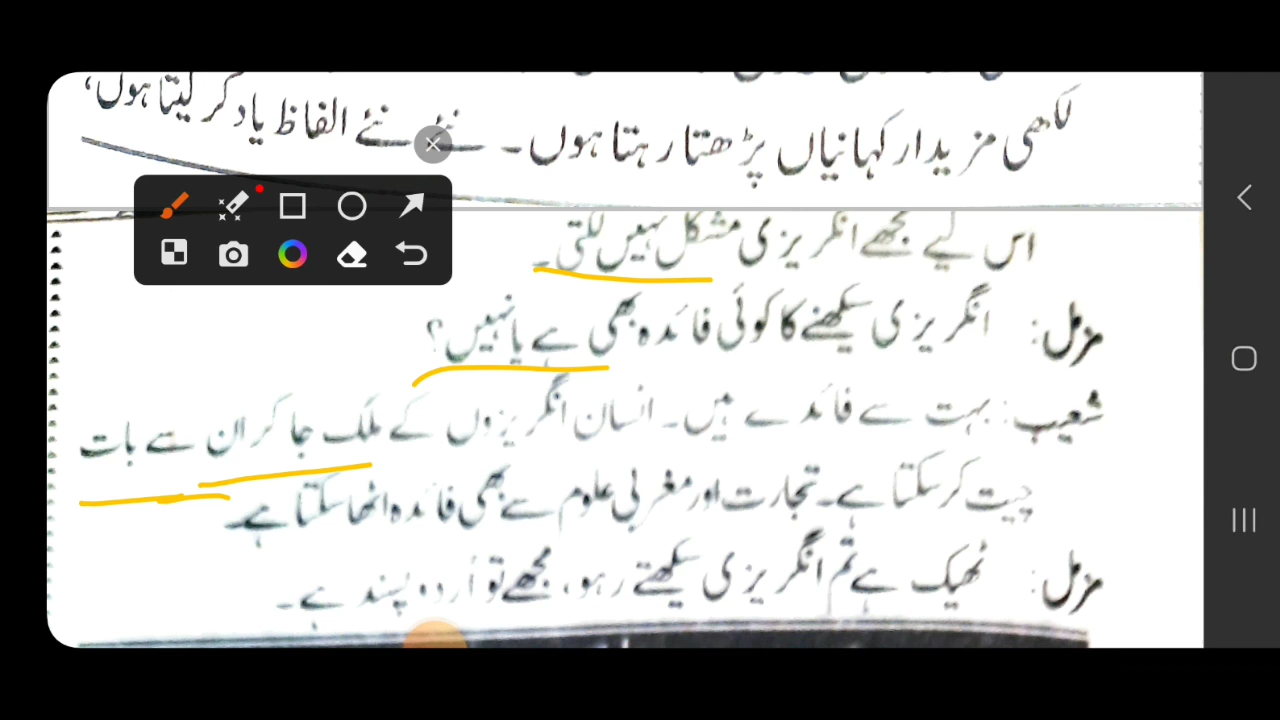 لکھی مزیدار کہانیاں پڑھتا رہتا ہوں۔ نئے نئے الفاظ یاد کر لیتا ہوں،
اس لیے مجھے انگریزی مشکل نہیں لگتی۔
مزمل: انگریزی سیکھنے کا کوئی فائدہ بھی ہے یا نہیں؟
شعیب: بہت سے فائدے ہیں۔ انسان انگریزوں کے ملک جا کر ان سے بات
چیت کر سکتا ہے۔ تجارت اور مغربی علوم سے بھی فائدہ اٹھا سکتا ہے۔
مزمل: ٹھیک ہے تم انگریزی سیکھتے رہو، مجھے تو اُردو پسند ہے۔